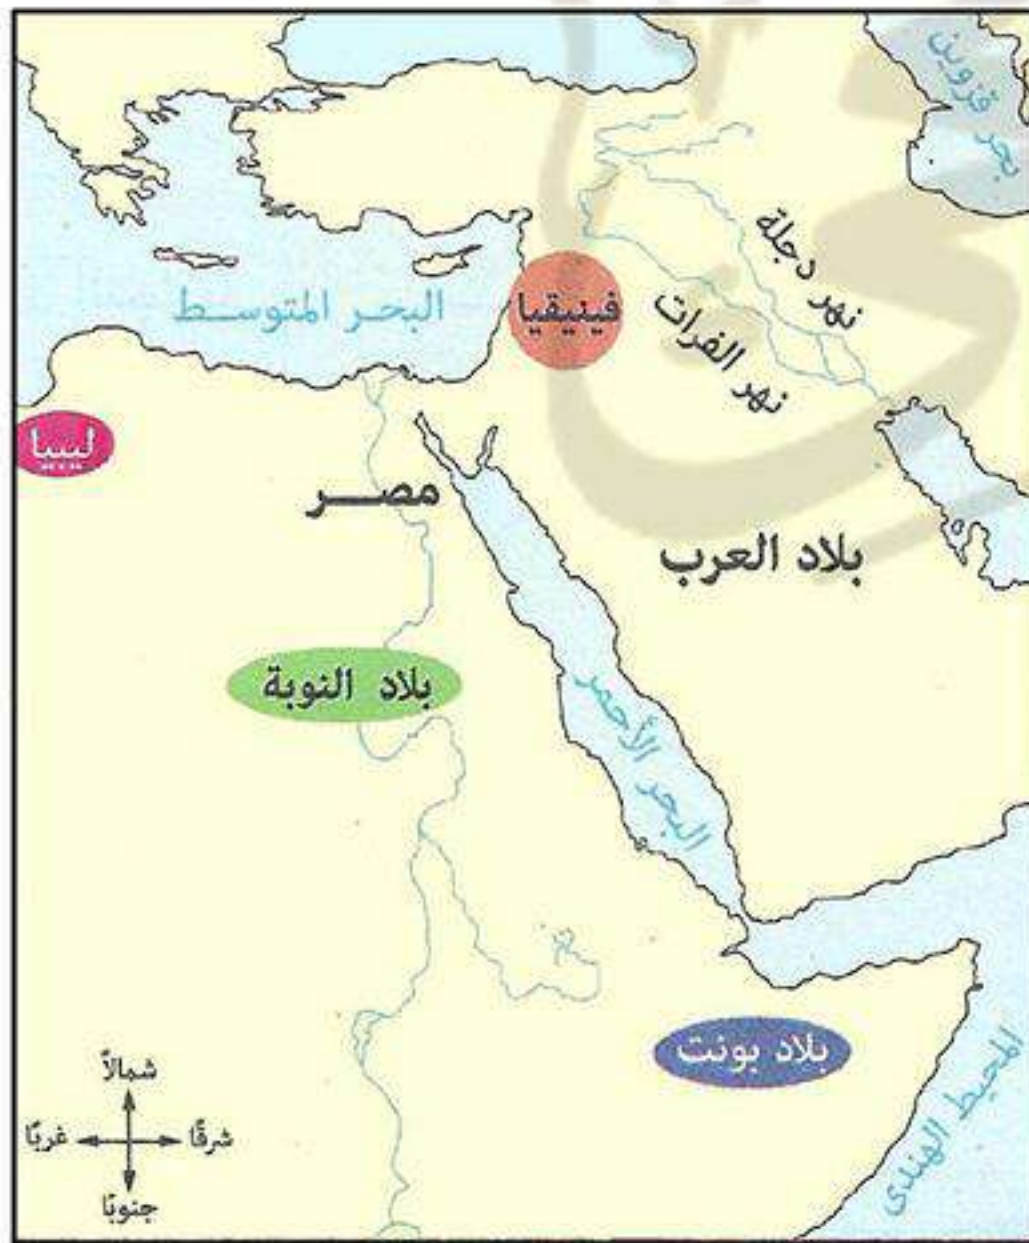 بحر قزوين
نهر دجلة
نهر الفرات
فينيقيا
البحر المتوسط
ليبيا
مصر
بلاد العرب
بلاد النوبة
البحر الأحمر
بلاد بونت
المحيط الهندى
شمالاً
شرقًا
غربًا
جنوبًا